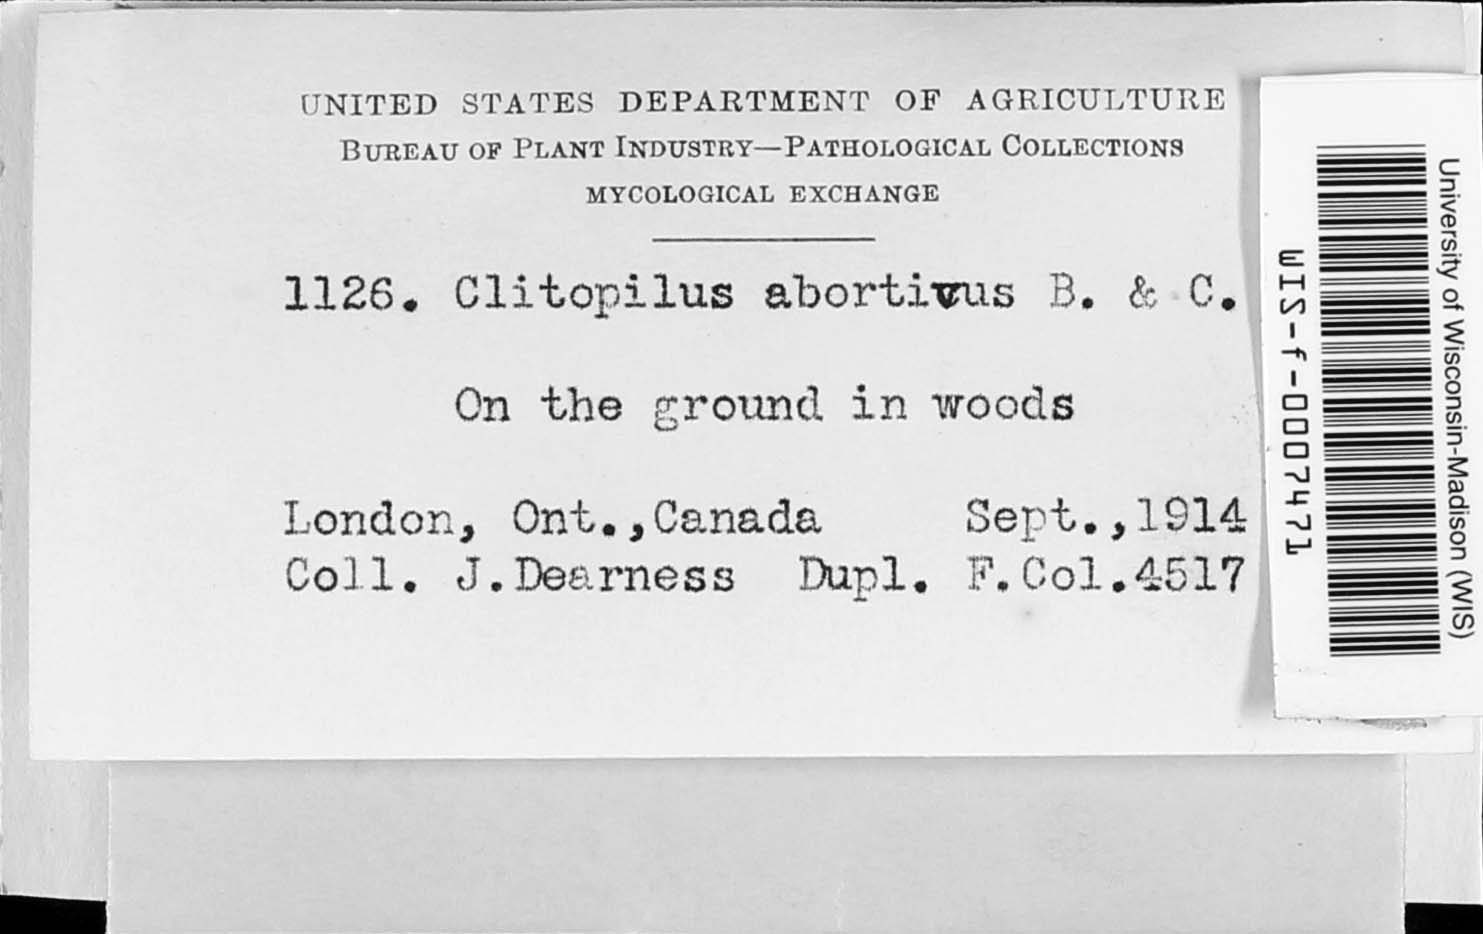 UNITED STATES DEPARTMENT OF AGRICULTURE
BUREAU OF PLANT INDUSTRY—PATHOLOGICAL COLLECTIONS
MYCOLOGICAL EXCHANGE
1126. Clitopilus abortivus B. & C.
On the ground in woods
London, Ont.,Canada Sept.,1914
Coll. J.Dearness Dupl. F.Col.4517
University of Wisconsin-Madison (WIS)
WIS-f-0007471